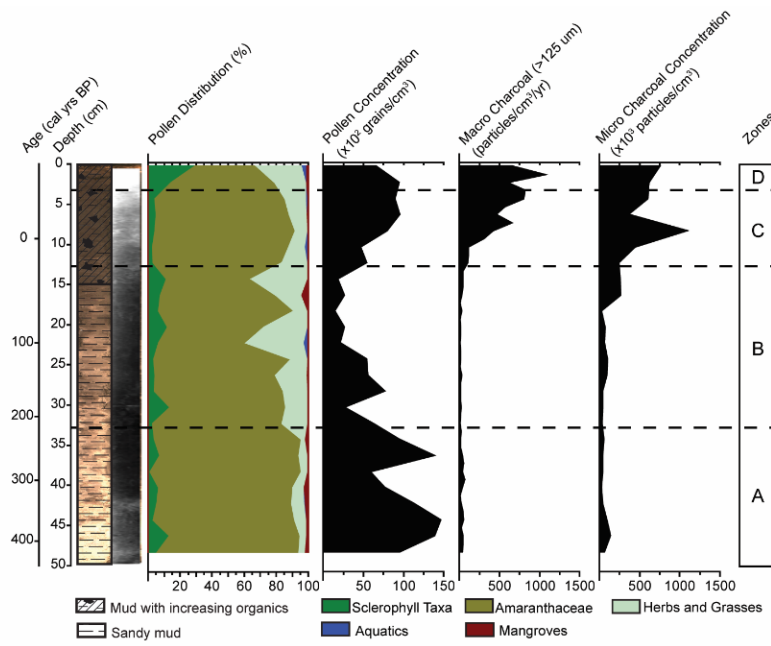 Age (cal yrs BP)
Depth (cm)
Pollen Distribution (%)
Pollen Concentration
(x10² grains/cm³)
Macro Charcoal (>125 um)
(particles/cm³/yr)
Micro Charcoal Concentration
(x10³ particles/cm³)
Zones
0
100
200
300
400
0
5
10
15
20
25
30
35
40
45
50
20 40 60 80 100
50 100 150
500 1000 1500
500 1000 1500
D
C
B
A
Mud with increasing organics
Sclerophyll Taxa
Amaranthaceae
Herbs and Grasses
Sandy mud
Aquatics
Mangroves